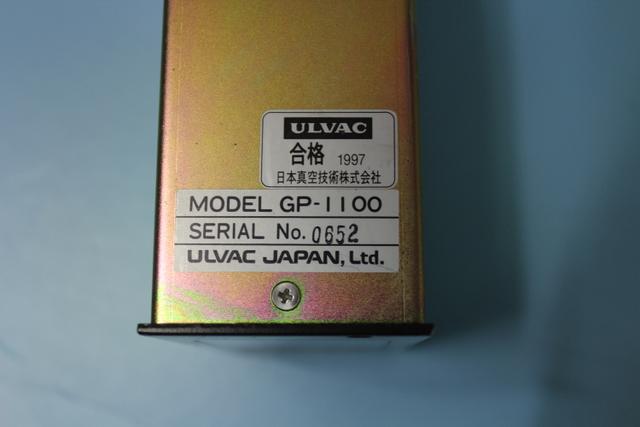 ULVAC
合格 1997
日本真空技術株式会社
MODEL GP-1100
SERIAL No. 0652
ULVAC JAPAN, Ltd.